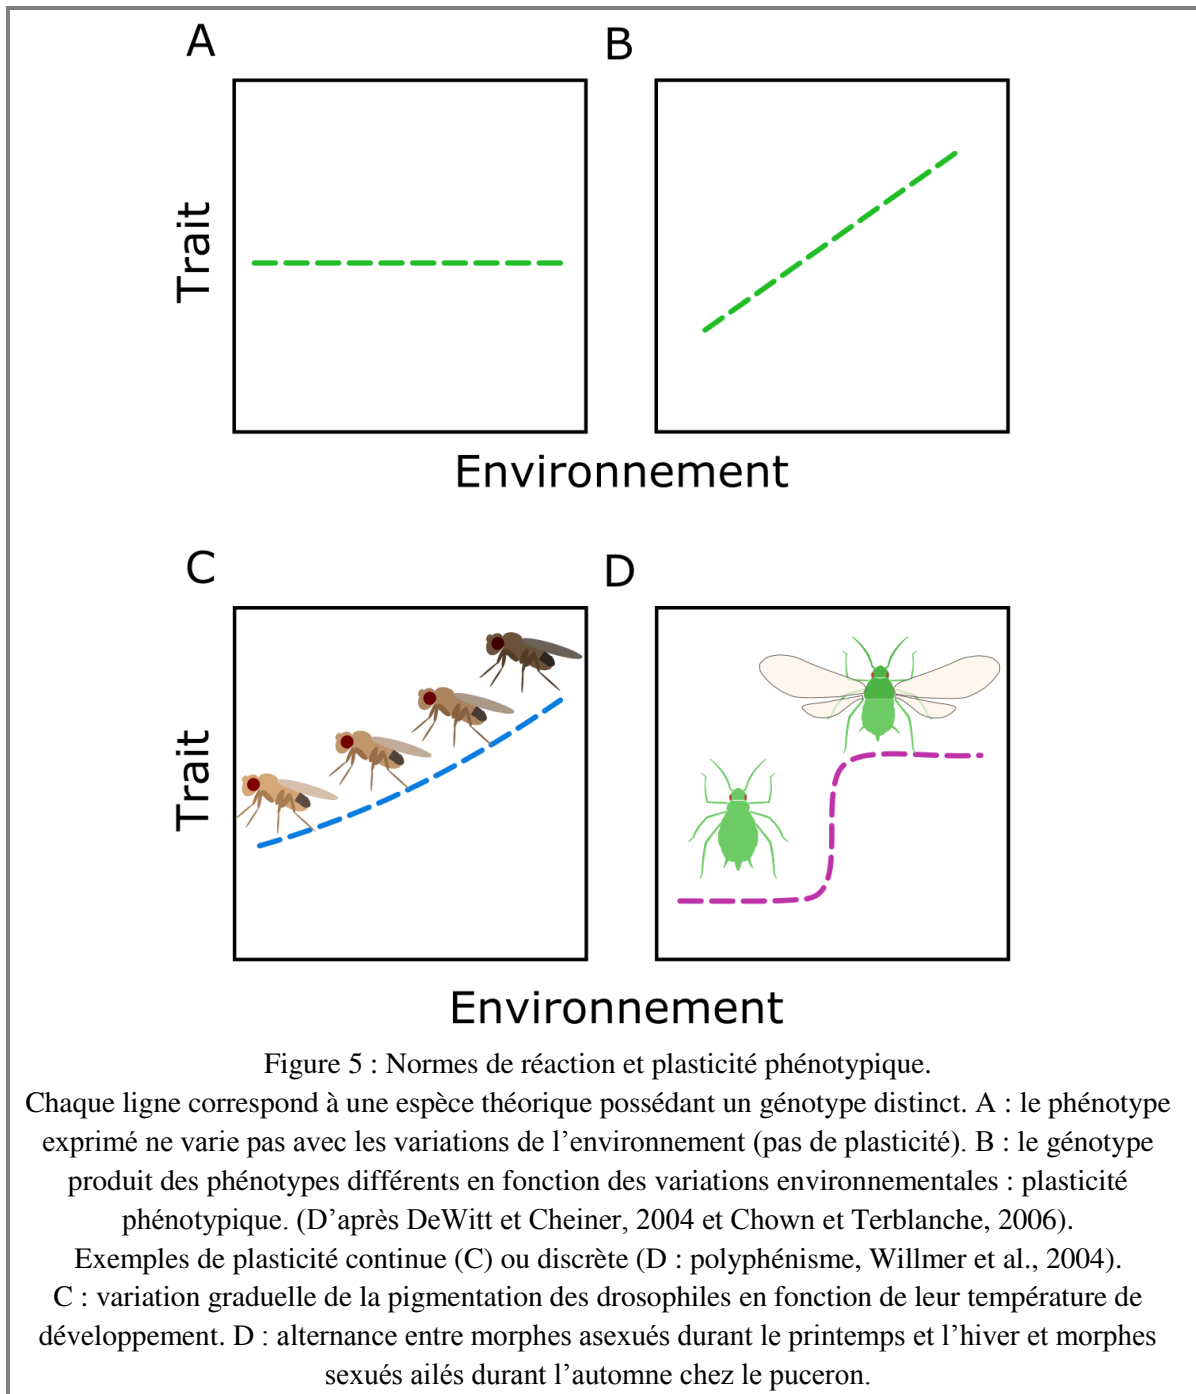 A
B
Trait
Environnement
C
D
Trait
Environnement
Figure 5 : Normes de réaction et plasticité phénotypique.
Chaque ligne correspond à une espèce théorique possédant un génotype distinct. A : le phénotype
exprimé ne varie pas avec les variations de l’environnement (pas de plasticité). B : le génotype
produit des phénotypes différents en fonction des variations environnementales : plasticité
phénotypique. (D’après DeWitt et Cheiner, 2004 et Chown et Terblanche, 2006).
Exemples de plasticité continue (C) ou discrète (D : polyphénisme, Willmer et al., 2004).
C : variation graduelle de la pigmentation des drosophiles en fonction de leur température de
développement. D : alternance entre morphes asexués durant le printemps et l’hiver et morphes
sexués ailés durant l’automne chez le puceron.